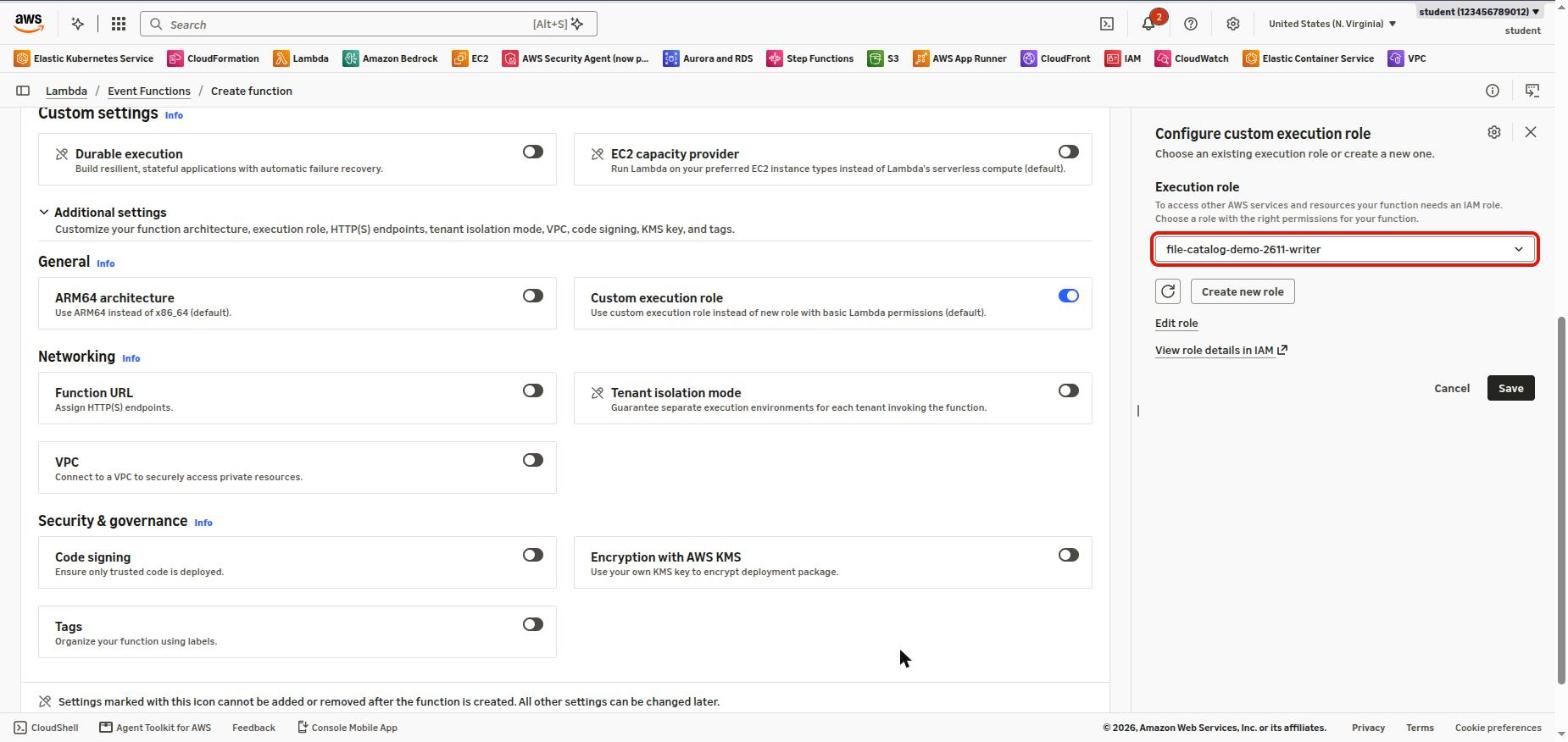 aws
Search [Alt+S]
2
United States (N. Virginia) ▼
student (123456789012) ▼
student
Elastic Kubernetes Service CloudFormation Lambda Amazon Bedrock EC2 AWS Security Agent (now p... Aurora and RDS Step Functions S3 AWS App Runner CloudFront IAM CloudWatch Elastic Container Service VPC
Lambda / Event Functions / Create function
Custom settings Info
Durable execution
Build resilient, stateful applications with automatic failure recovery.
EC2 capacity provider
Run Lambda on your preferred EC2 instance types instead of Lambda's serverless compute (default).
Additional settings
Customize your function architecture, execution role, HTTP(S) endpoints, tenant isolation mode, VPC, code signing, KMS key, and tags.
General Info
ARM64 architecture
Use ARM64 instead of x86_64 (default).
Custom execution role
Use custom execution role instead of new role with basic Lambda permissions (default).
Networking Info
Function URL
Assign HTTP(S) endpoints.
Tenant isolation mode
Guarantee separate execution environments for each tenant invoking the function.
VPC
Connect to a VPC to securely access private resources.
Security & governance Info
Code signing
Ensure only trusted code is deployed.
Encryption with AWS KMS
Use your own KMS key to encrypt deployment package.
Tags
Organize your function using labels.
Settings marked with this icon cannot be added or removed after the function is created. All other settings can be changed later.
Configure custom execution role
Choose an existing execution role or create a new one.
Execution role
To access other AWS services and resources your function needs an IAM role.
Choose a role with the right permissions for your function.
file-catalog-demo-2611-writer
Create new role
Edit role
View role details in IAM
Cancel Save
CloudShell Agent Toolkit for AWS Feedback Console Mobile App
© 2026, Amazon Web Services, Inc. or its affiliates. Privacy Terms Cookie preferences